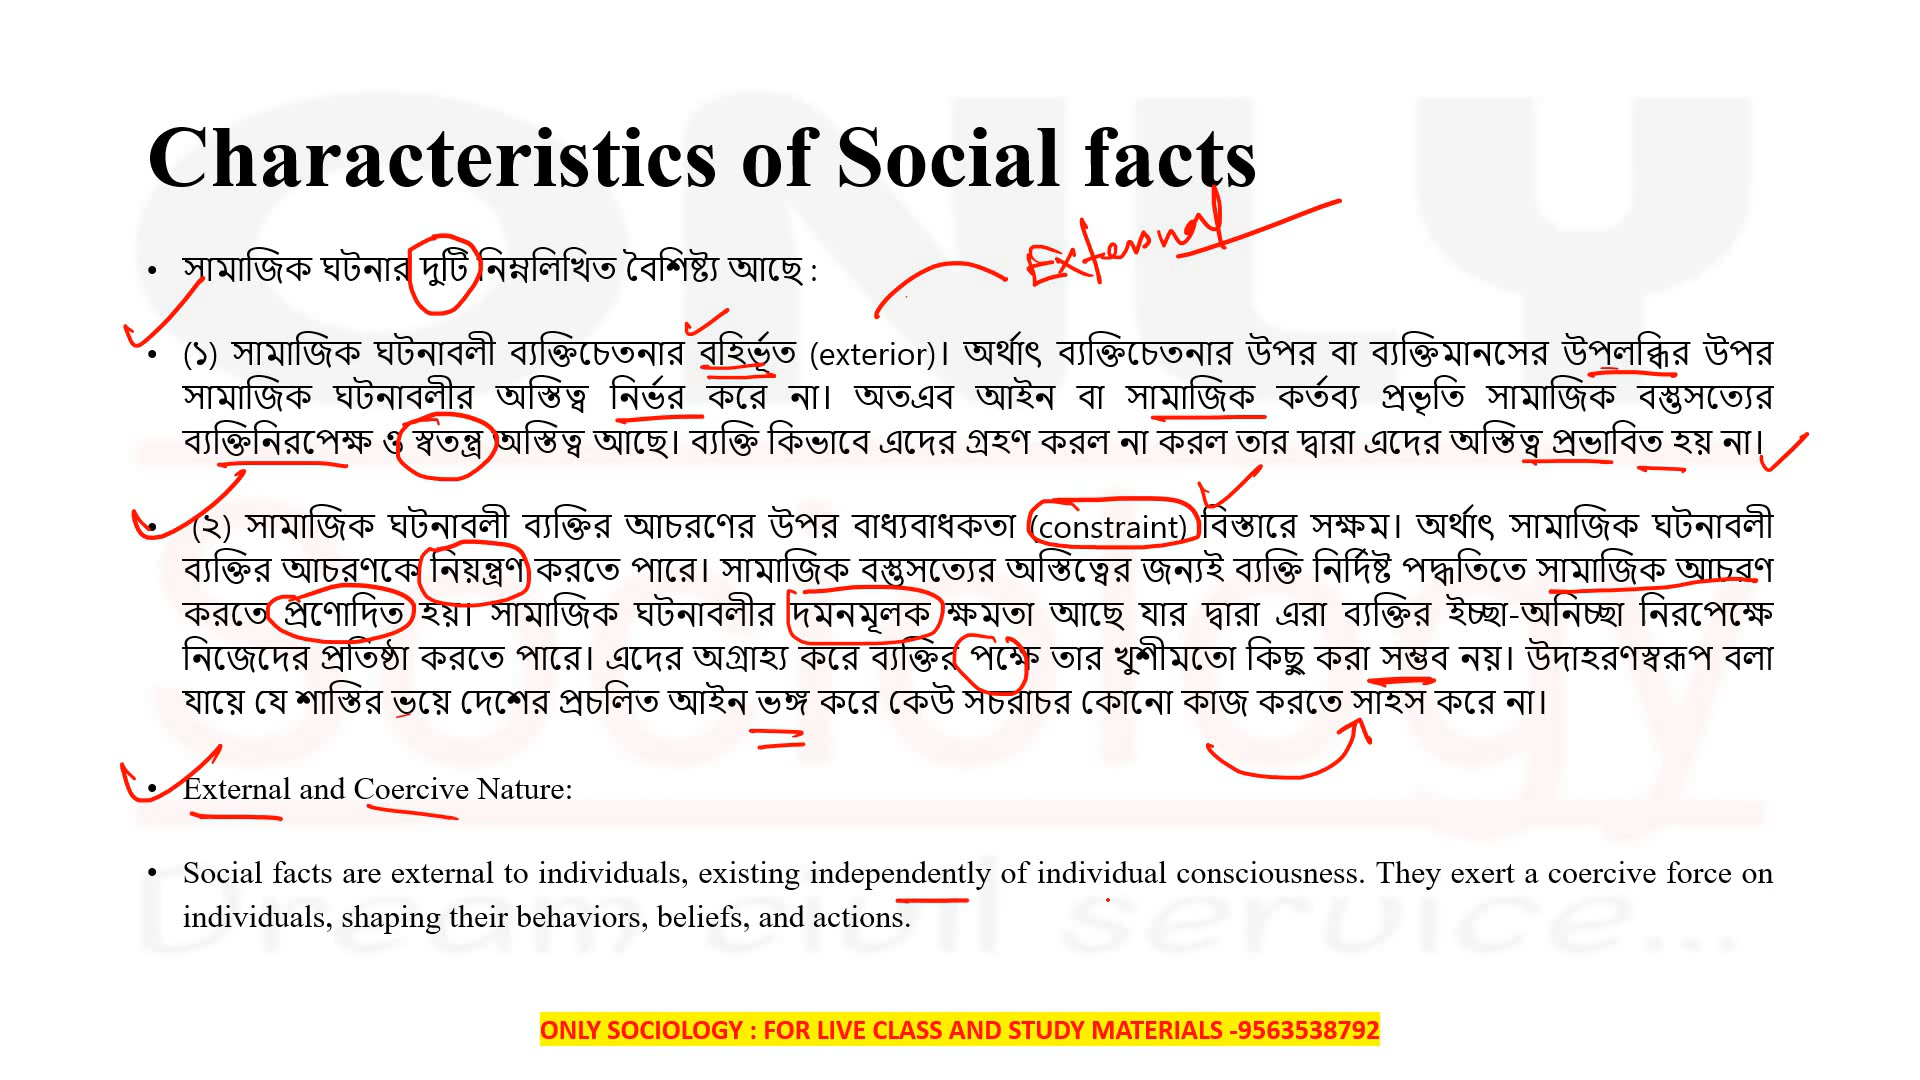 Characteristics of Social facts
External
• সামাজিক ঘটনার দুটি নিম্নলিখিত বৈশিষ্ট্য আছে :
• (১) সামাজিক ঘটনাবলী ব্যক্তিচেতনার বহির্ভূত (exterior)। অর্থাৎ ব্যক্তিচেতনার উপর বা ব্যক্তিমানসের উপলব্ধির উপর
সামাজিক ঘটনাবলীর অস্তিত্ব নির্ভর করে না। অতএব আইন বা সামাজিক কর্তব্য প্রভৃতি সামাজিক বস্তুসত্যের
ব্যক্তিনিরপেক্ষ ও স্বতন্ত্র অস্তিত্ব আছে। ব্যক্তি কিভাবে এদের গ্রহণ করল না করল তার দ্বারা এদের অস্তিত্ব প্রভাবিত হয় না।
• (২) সামাজিক ঘটনাবলী ব্যক্তির আচরণের উপর বাধ্যবাধকতা (constraint) বিস্তারে সক্ষম। অর্থাৎ সামাজিক ঘটনাবলী
ব্যক্তির আচরণকে নিয়ন্ত্রণ করতে পারে। সামাজিক বস্তুসত্যের অস্তিত্বের জন্যই ব্যক্তি নির্দিষ্ট পদ্ধতিতে সামাজিক আচরণ
করতে প্রণোদিত হয়। সামাজিক ঘটনাবলীর দমনমূলক ক্ষমতা আছে যার দ্বারা এরা ব্যক্তির ইচ্ছা-অনিচ্ছা নিরপেক্ষে
নিজেদের প্রতিষ্ঠা করতে পারে। এদের অগ্রাহ্য করে ব্যক্তির পক্ষে তার খুশীমতো কিছু করা সম্ভব নয়। উদাহরণস্বরূপ বলা
যায়ে যে শাস্তির ভয়ে দেশের প্রচলিত আইন ভঙ্গ করে কেউ সচরাচর কোনো কাজ করতে সাহস করে না।
• External and Coercive Nature:
• Social facts are external to individuals, existing independently of individual consciousness. They exert a coercive force on
individuals, shaping their behaviors, beliefs, and actions.
ONLY SOCIOLOGY : FOR LIVE CLASS AND STUDY MATERIALS -9563538792
ONLY
Sociology
Dream civil service...